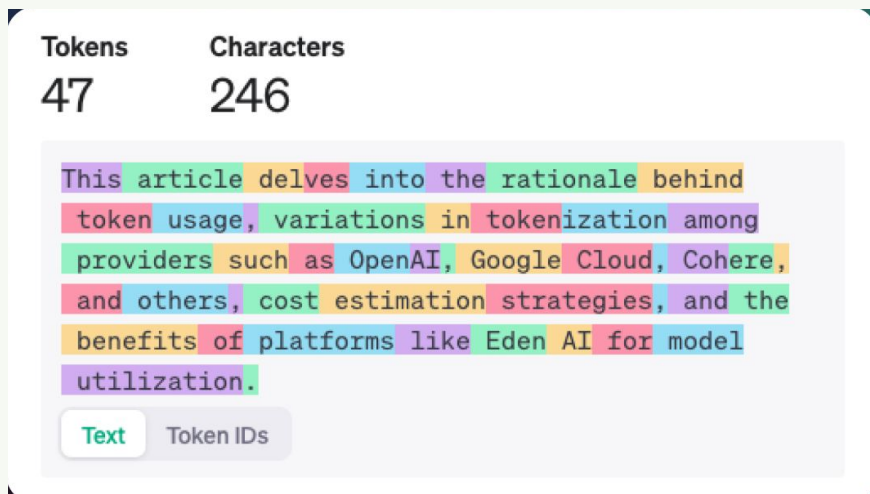 Tokens Characters
47 246
This article delves into the rationale behind
token usage, variations in tokenization among
providers such as OpenAI, Google Cloud, Cohere,
and others, cost estimation strategies, and the
benefits of platforms like Eden AI for model
utilization.
Text Token IDs